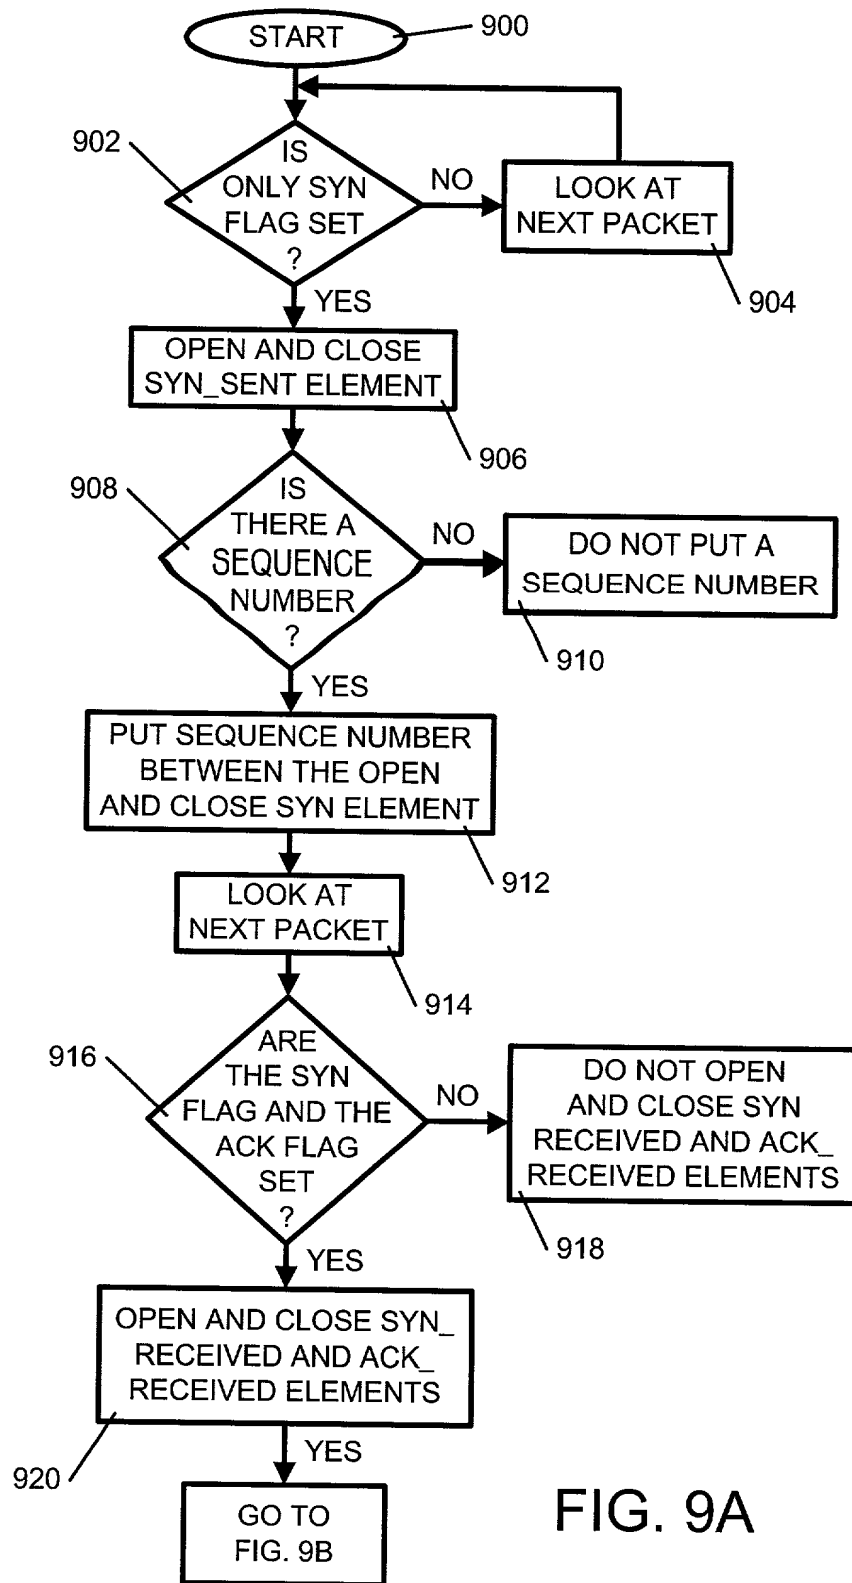 START
900
902
IS
ONLY SYN
FLAG SET
?
NO
LOOK AT
NEXT PACKET
904
YES
OPEN AND CLOSE
SYN_SENT ELEMENT
906
908
IS
THERE A
SEQUENCE
NUMBER
?
NO
DO NOT PUT A
SEQUENCE NUMBER
910
YES
PUT SEQUENCE NUMBER
BETWEEN THE OPEN
AND CLOSE SYN ELEMENT
912
LOOK AT
NEXT PACKET
914
916
ARE
THE SYN
FLAG AND THE
ACK FLAG
SET
?
NO
DO NOT OPEN
AND CLOSE SYN
RECEIVED AND ACK_
RECEIVED ELEMENTS
918
YES
OPEN AND CLOSE SYN_
RECEIVED AND ACK_
RECEIVED ELEMENTS
920
YES
GO TO
FIG. 9B
FIG. 9A